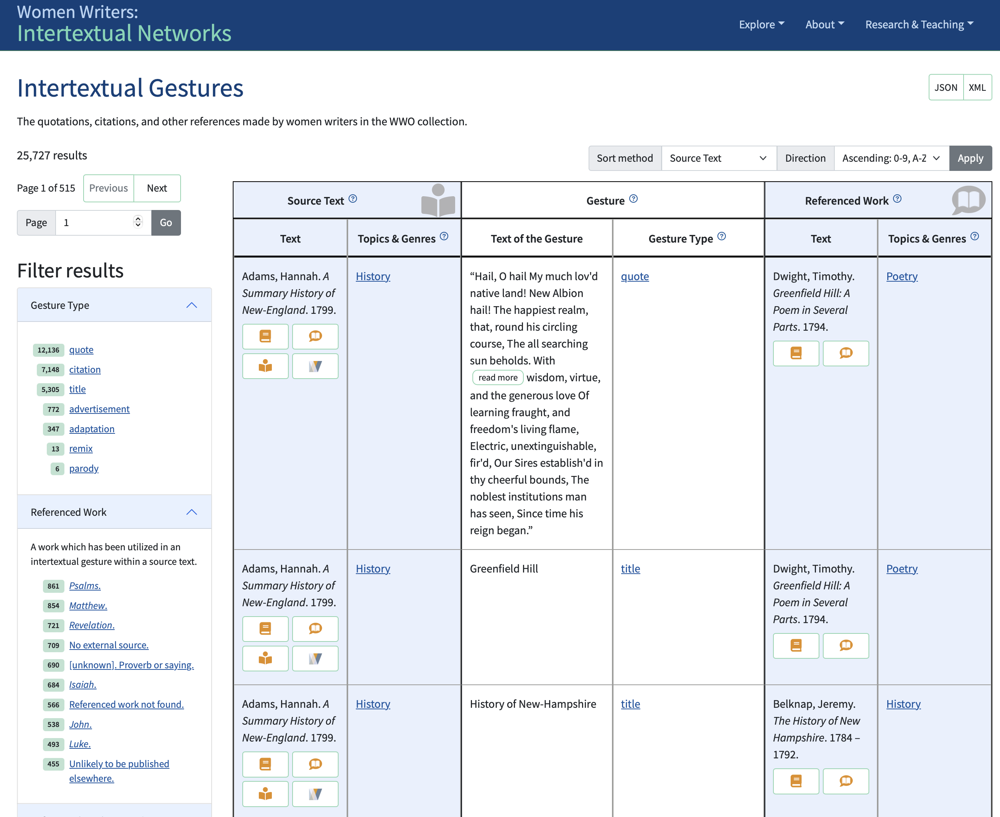 Women Writers:
Intertextual Networks
Explore
About
Research & Teaching
Intertextual Gestures
JSON
XML
The quotations, citations, and other references made by women writers in the WWO collection.
25,727 results
Sort method
Source Text
Direction
Ascending: 0-9, A-Z
Apply
Page 1 of 515
Previous
Next
Page
1
Go
Filter results
Gesture Type
12,136 quote
7,148 citation
5,305 title
772 advertisement
347 adaptation
13 remix
6 parody
Referenced Work
A work which has been utilized in an
intertextual gesture within a source text.
861 Psalms.
854 Matthew.
721 Revelation.
709 No external source.
690 [unknown]. Proverb or saying.
684 Isaiah.
566 Referenced work not found.
538 John.
493 Luke.
455 Unlikely to be published
elsewhere.
Source Text ?
Gesture ?
Referenced Work ?
Text
Topics & Genres ?
Text of the Gesture
Gesture Type ?
Text
Topics & Genres ?
Adams, Hannah. A
Summary History of
New-England. 1799.
History
“Hail, O hail My much lov'd
native land! New Albion
hail! The happiest realm,
that, round his circling
course, The all searching
sun beholds. With
read more wisdom, virtue,
and the generous love Of
learning fraught, and
freedom's living flame,
Electric, unextinguishable,
fir'd, Our Sires establish'd in
thy cheerful bounds, The
noblest institutions man
has seen, Since time his
reign began.”
quote
Dwight, Timothy.
Greenfield Hill: A
Poem in Several
Parts. 1794.
Poetry
Adams, Hannah. A
Summary History of
New-England. 1799.
History
Greenfield Hill
title
Dwight, Timothy.
Greenfield Hill: A
Poem in Several
Parts. 1794.
Poetry
Adams, Hannah. A
Summary History of
New-England. 1799.
History
History of New-Hampshire
title
Belknap, Jeremy.
The History of New
Hampshire. 1784 –
1792.
History